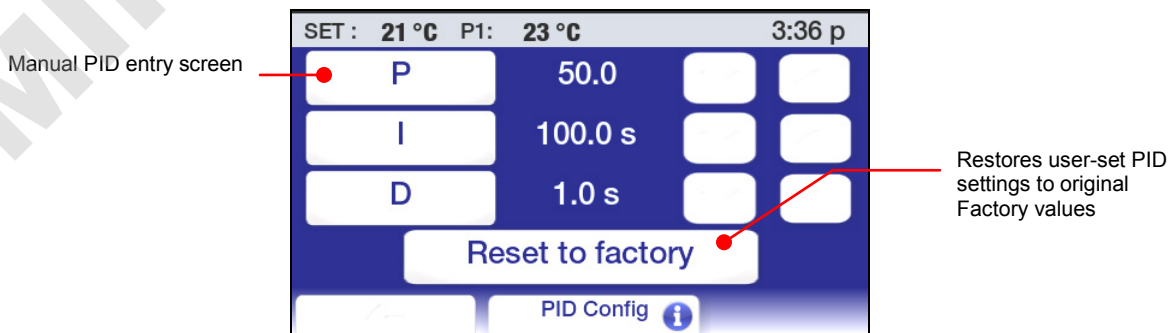 SET : 21 °C P1: 23 °C 3:36 p
Manual PID entry screen
P 50.0
I 100.0 s
D 1.0 s
Restores user-set PID
settings to original
Factory values
Reset to factory
PID Config i